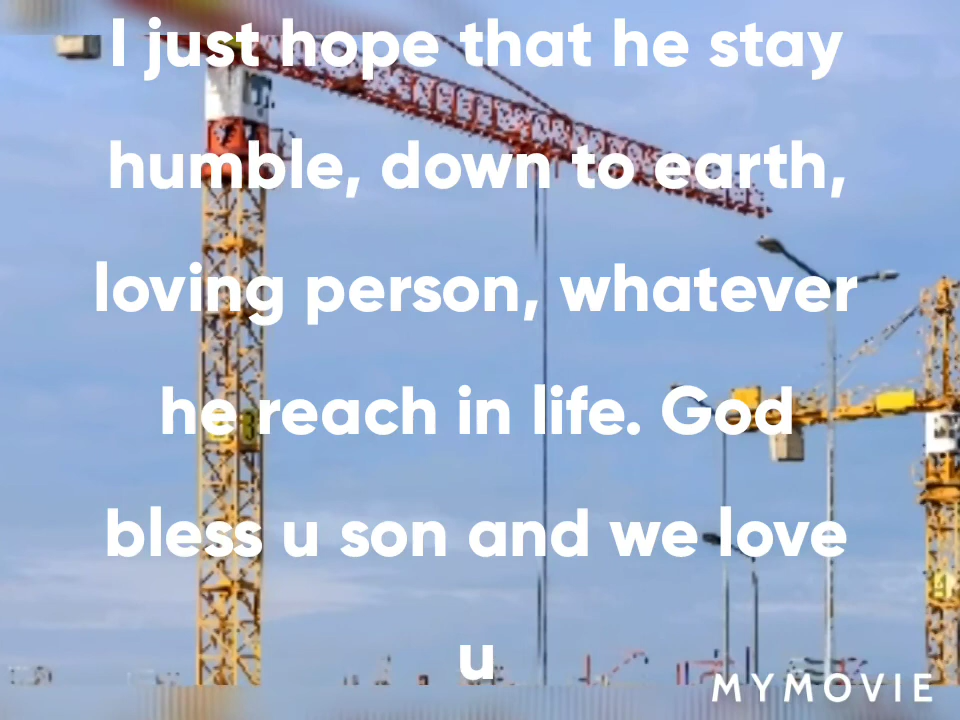 I just hope that he stay
humble, down to earth,
loving person, whatever
he reach in life. God
bless u son and we love
u
MYMOVIE